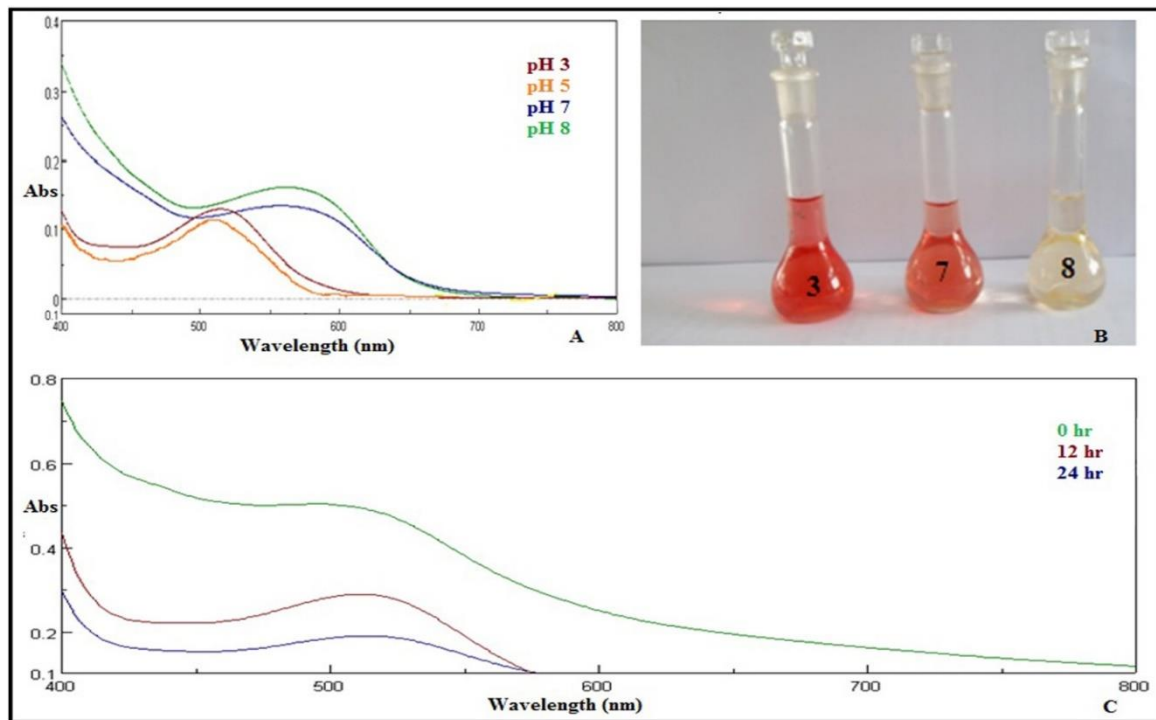 0.4
0.3
0.2
Abs
0.1
0
0.1
400
500
600
700
800
Wavelength (nm)
A
pH 3
pH 5
pH 7
pH 8
3
7
8
B
0.8
0.6
Abs
0.4
0.2
0.1
400
500
600
700
800
Wavelength (nm)
C
0 hr
12 hr
24 hr